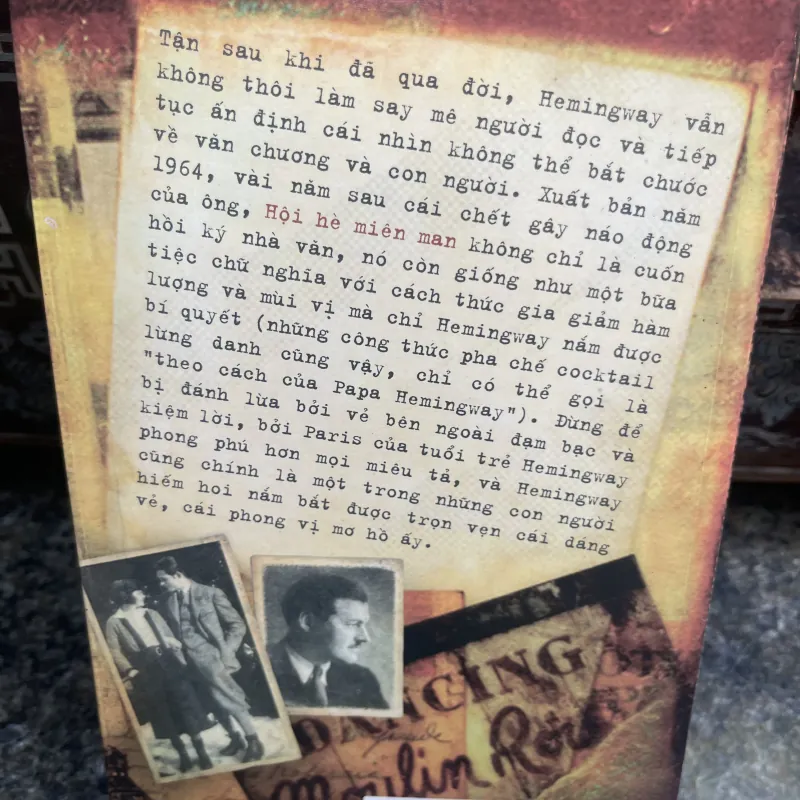 Tận sau khi đã qua đời, Hemingway vẫn
không thôi làm say mê người đọc và tiếp
tục ấn định cái nhìn không thể bắt chước
về văn chương và con người. Xuất bản năm
1964, vài năm sau cái chết gây náo động
của ông, Hội hè miên man không chỉ là cuốn
hồi ký nhà văn, nó còn giống như một bữa
tiệc chữ nghĩa với cách thức gia giảm hàm
lượng và mùi vị mà chỉ Hemingway nắm được
bí quyết (những công thức pha chế cocktail
lừng danh cũng vậy, chỉ có thể gọi là
"theo cách của Papa Hemingway"). Đừng để
bị đánh lừa bởi vẻ bên ngoài đạm bạc và
kiệm lời, bởi Paris của tuổi trẻ Hemingway
phong phú hơn mọi miêu tả, và Hemingway
cũng chính là một trong những con người
hiếm hoi nắm bắt được trọn vẹn cái dáng
vẻ, cái phong vị mơ hồ ấy.
DANCING
Moulin